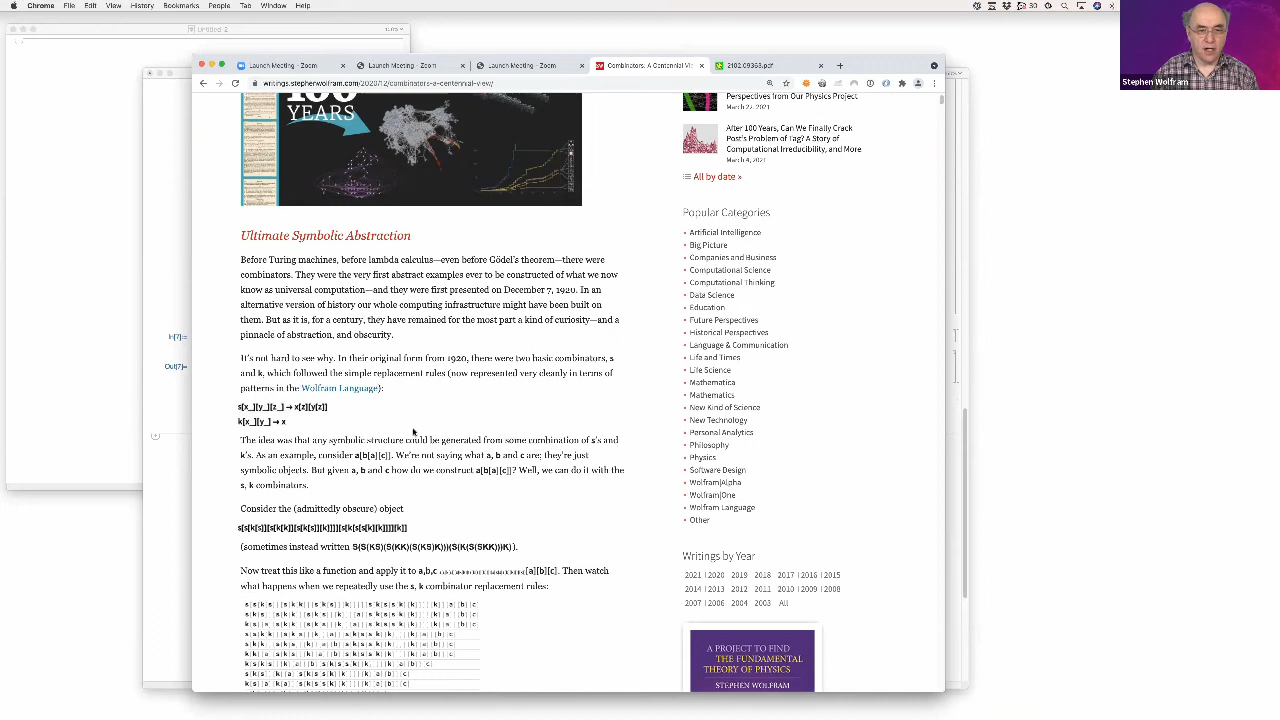 Chrome File Edit View History Bookmarks People Tab Window Help
30
Untitled-2
Stephen Wolfram
Launch Meeting - Zoom
Launch Meeting - Zoom
Launch Meeting - Zoom
Combinators: A Centennial Vi
2102.09363.pdf
writings.stephenwolfram.com/2020/12/combinators-a-centennial-view/
100
YEARS
Perspectives from Our Physics Project
March 22, 2021
After 100 Years, Can We Finally Crack
Post's Problem of Tag? A Story of
Computational Irreducibility, and More
March 4, 2021
All by date »
Ultimate Symbolic Abstraction
Before Turing machines, before lambda calculus—even before Gödel's theorem—there were
combinators. They were the very first abstract examples ever to be constructed of what we now
know as universal computation—and they were first presented on December 7, 1920. In an
alternative version of history our whole computing infrastructure might have been built on
them. But as it is, for a century, they have remained for the most part a kind of curiosity—and a
pinnacle of abstraction, and obscurity.
It's not hard to see why. In their original form from 1920, there were two basic combinators, s
and k, which followed the simple replacement rules (now represented very cleanly in terms of
patterns in the Wolfram Language):
s[x_][y_][z_] → x[z][y[z]]
k[x_][y_] → x
The idea was that any symbolic structure could be generated from some combination of s's and
k's. As an example, consider a[b[a][c]]. We're not saying what a, b and c are; they're just
symbolic objects. But given a, b and c how do we construct a[b[a][c]]? Well, we can do it with the
s, k combinators.
Consider the (admittedly obscure) object
s[s[k[s]][s[k[k]][s[k[s]][k]]]][s[k[s[s[k][k]]]][k]]
(sometimes instead written S(S(KS)(S(KK)(S(KS)K)))(S(K(S(SKK)))K) ).
Now treat this like a function and apply it to a,b,c
[a][b][c]. Then watch
what happens when we repeatedly use the s, k combinator replacement rules:
In[7]:=
Out[7]=
Popular Categories
Artificial Intelligence
Big Picture
Companies and Business
Computational Science
Computational Thinking
Data Science
Education
Future Perspectives
Historical Perspectives
Language & Communication
Life and Times
Life Science
Mathematica
Mathematics
New Kind of Science
New Technology
Personal Analytics
Philosophy
Physics
Software Design
Wolfram|Alpha
Wolfram|One
Wolfram Language
Other
Writings by Year
2021 2020 2019 2018 2017 2016 2015
2014 2013 2012 2011 2010 2009 2008
2007 2006 2004 2003 All
A PROJECT TO FIND
THE FUNDAMENTAL
THEORY OF PHYSICS
STEPHEN WOLFRAM